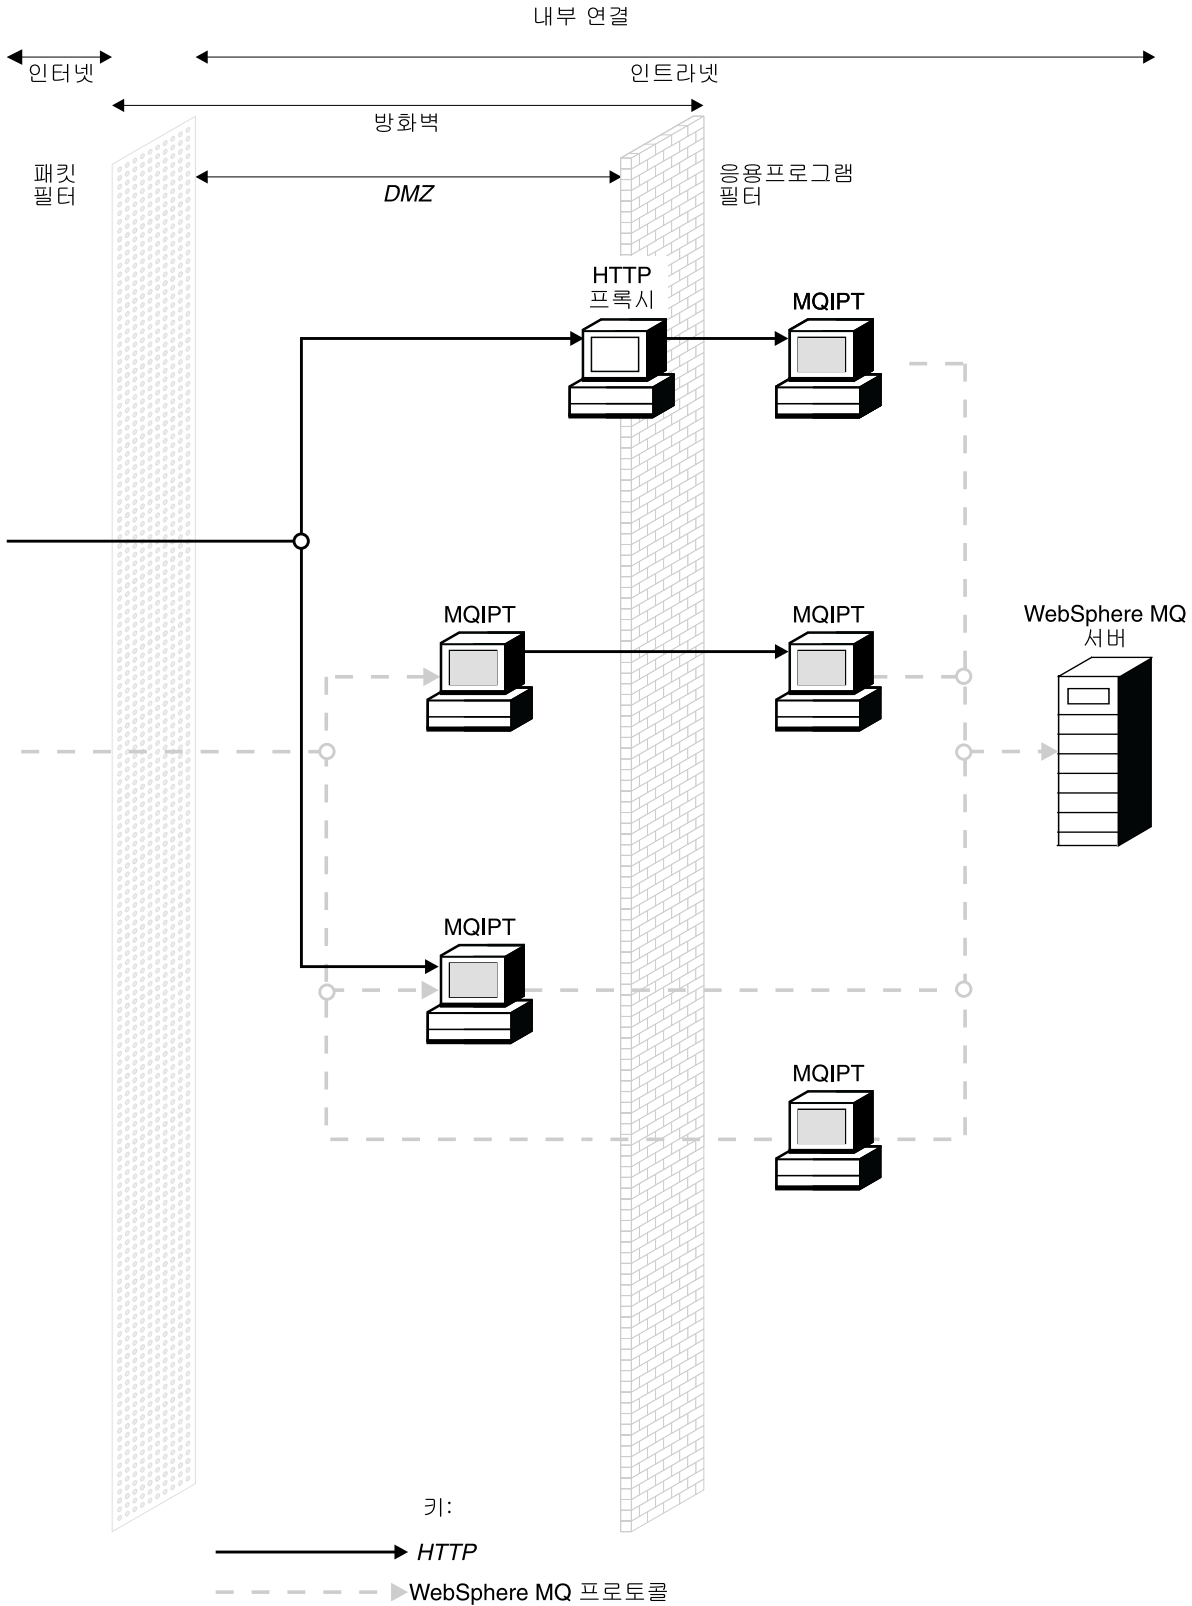 내부 연결
인터넷
인트라넷
방화벽
패킷
필터
DMZ
응용프로그램
필터
HTTP
프록시
MQIPT
MQIPT
MQIPT
WebSphere MQ
서버
MQIPT
MQIPT
키:
HTTP
WebSphere MQ 프로토콜